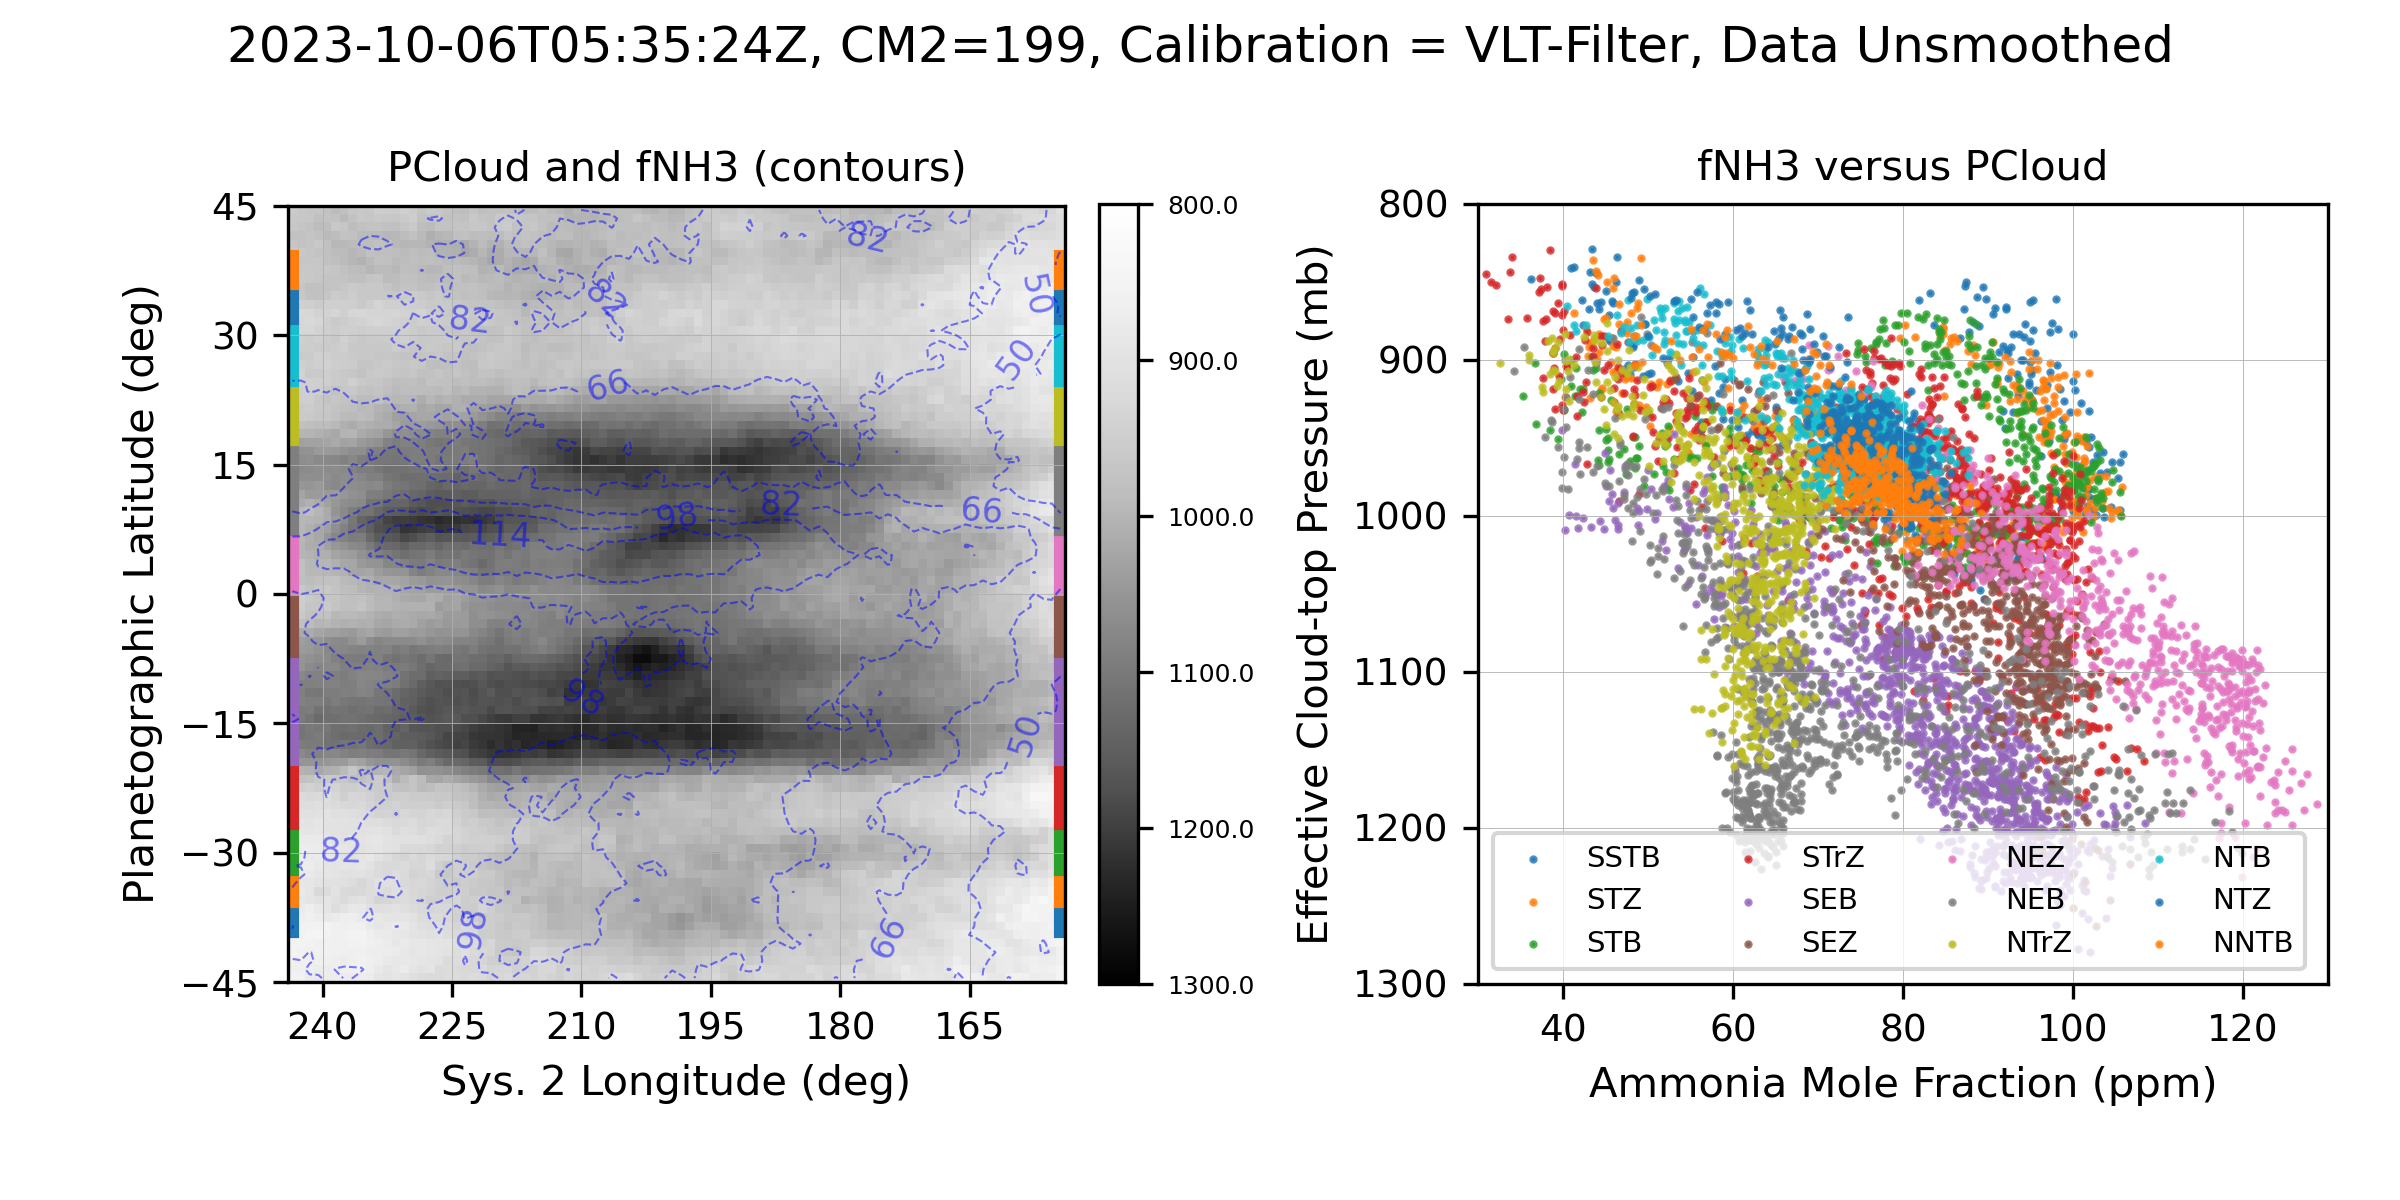 2023-10-06T05:35:24Z, CM2=199, Calibration = VLT-Filter, Data Unsmoothed
PCloud and fNH3 (contours)
Planetographic Latitude (deg)
45
30
15
0
−15
−30
−45
82
50
82
82
50
66
66
114
98
82
98
50
82
98
66
240
225
210
195
180
165
Sys. 2 Longitude (deg)
800.0
900.0
1000.0
1100.0
1200.0
1300.0
fNH3 versus PCloud
Effective Cloud-top Pressure (mb)
800
900
1000
1100
1200
1300
SSTB
STZ
STB
STrZ
SEB
SEZ
NEZ
NEB
NTrZ
NTB
NTZ
NNTB
40
60
80
100
120
Ammonia Mole Fraction (ppm)